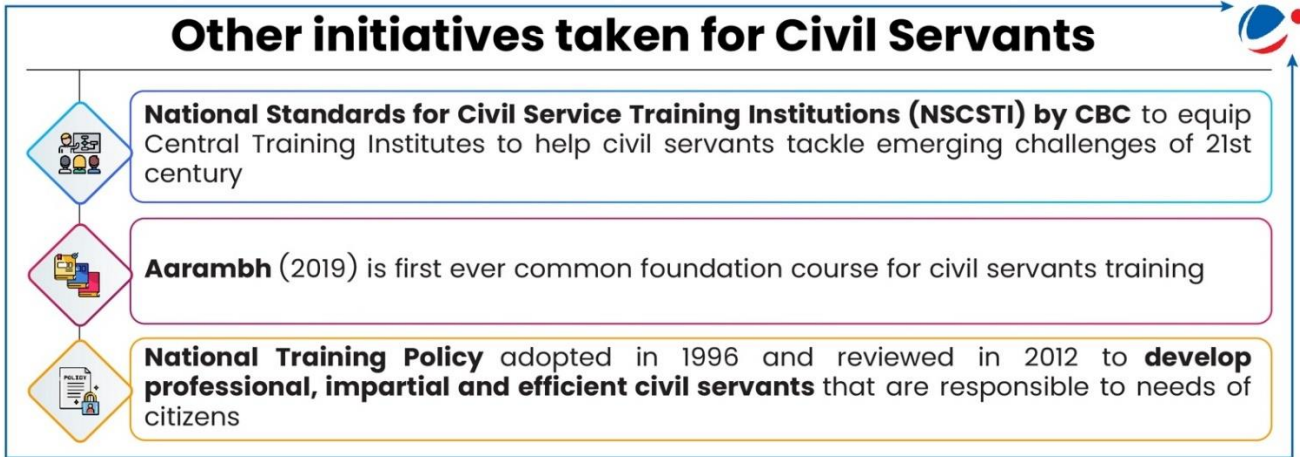 Other initiatives taken for Civil Servants
National Standards for Civil Service Training Institutions (NSCSTI) by CBC to equip
Central Training Institutes to help civil servants tackle emerging challenges of 21st
century
Aarambh (2019) is first ever common foundation course for civil servants training
POLICY
National Training Policy adopted in 1996 and reviewed in 2012 to develop
professional, impartial and efficient civil servants that are responsible to needs of
citizens